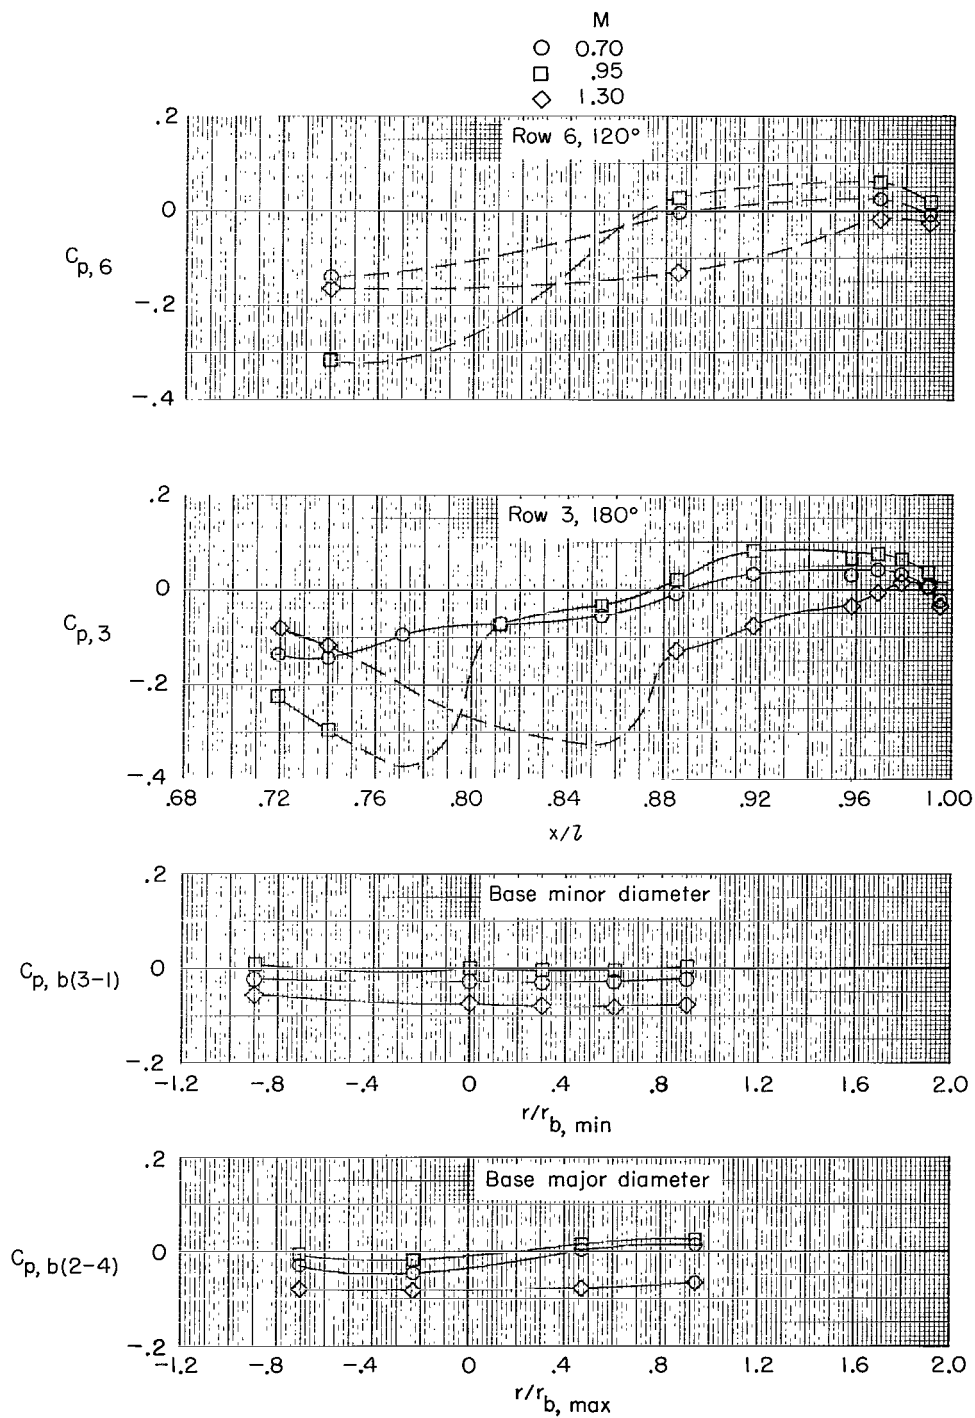 M
0.70
.95
1.30
.2
0
-.2
-.4
Cp, 6
Row 6, 120°
.2
0
-.2
-.4
Cp, 3
Row 3, 180°
.68 .72 .76 .80 .84 .88 .92 .96 1.00
x/l
.2
0
-.2
Cp, b(3-1)
Base minor diameter
-1.2 -.8 -.4 0 .4 .8 1.2 1.6 2.0
r/rb, min
.2
0
-.2
Cp, b(2-4)
Base major diameter
-1.2 -.8 -.4 0 .4 .8 1.2 1.6 2.0
r/rb, max